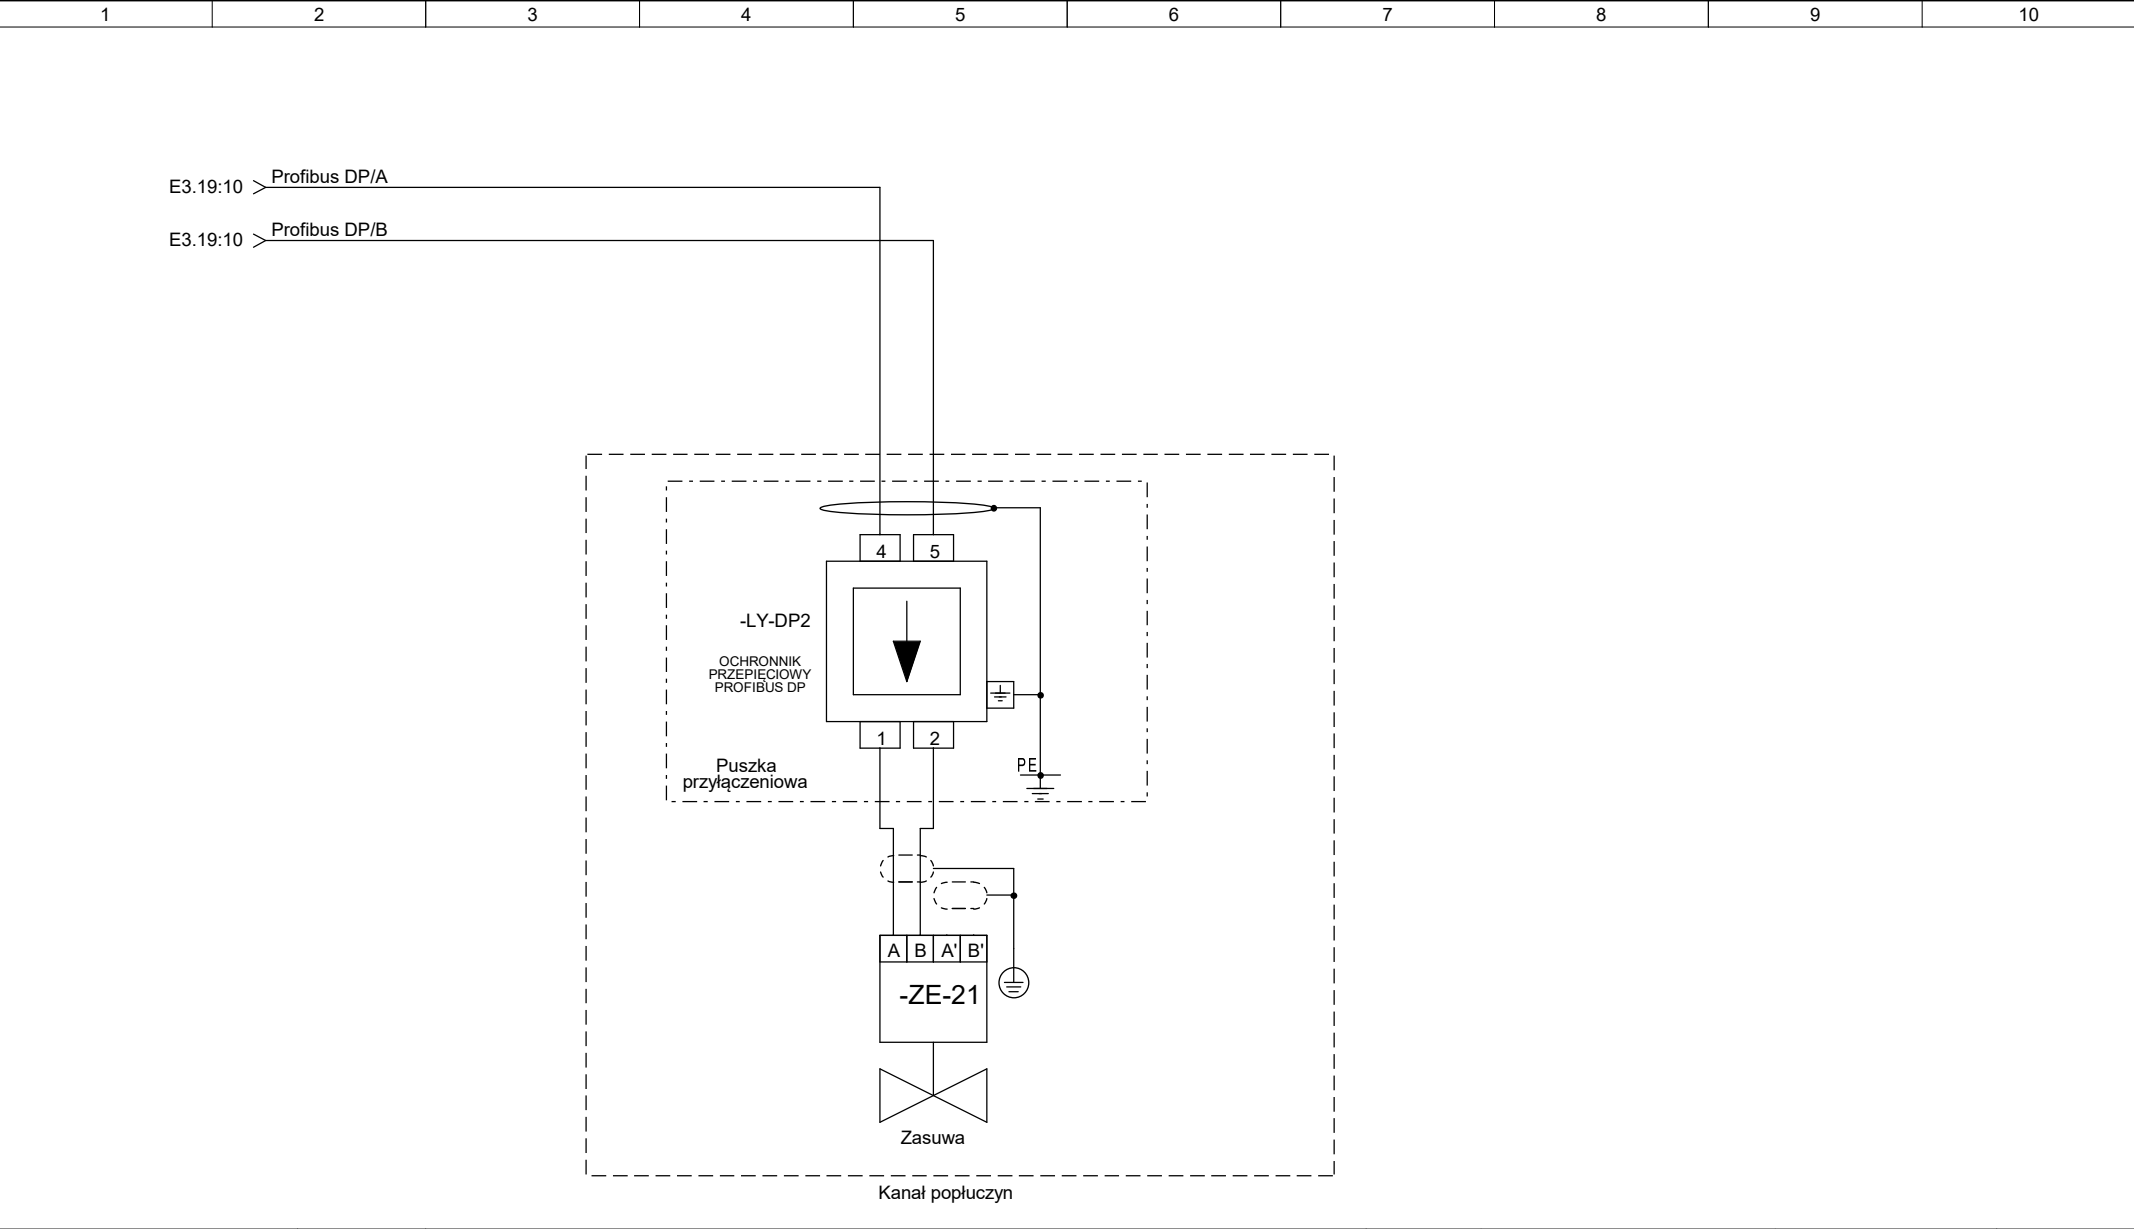 1 2 3 4 5 6 7 8 9 10
E3.19:10 Profibus DP/A
E3.19:10 Profibus DP/B
4 5
-LY-DP2
OCHRONNIK
PRZEPIĘCIOWY
PROFIBUS DP
1 2
Puszka
przyłączeniowa
PE
A B A' B'
-ZE-21
Zasuwa
Kanał popłuczyn